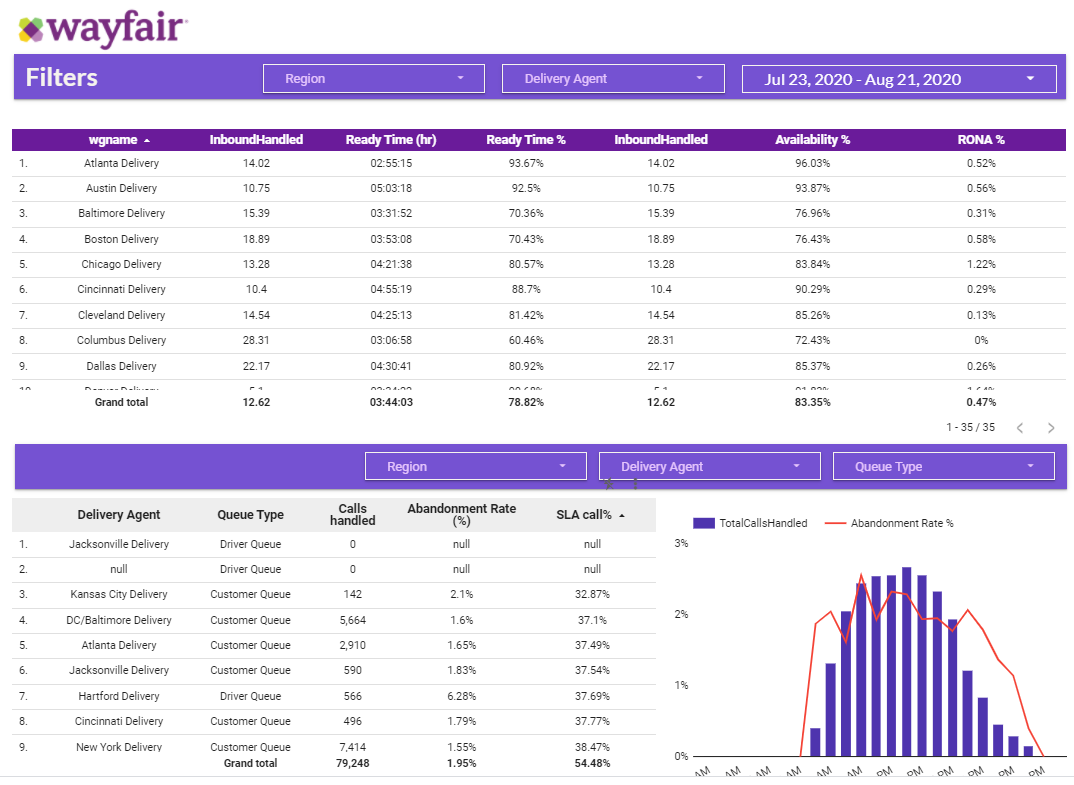 wayfair
Filters Region Delivery Agent Jul 23, 2020 - Aug 21, 2020
wgname InboundHandled Ready Time (hr) Ready Time % InboundHandled Availability % RONA %
1. Atlanta Delivery 14.02 02:55:15 93.67% 14.02 96.03% 0.52%
2. Austin Delivery 10.75 05:03:18 92.5% 10.75 93.87% 0.56%
3. Baltimore Delivery 15.39 03:31:52 70.36% 15.39 76.96% 0.31%
4. Boston Delivery 18.89 03:53:08 70.43% 18.89 76.43% 0.58%
5. Chicago Delivery 13.28 04:21:38 80.57% 13.28 83.84% 1.22%
6. Cincinnati Delivery 10.4 04:55:19 88.7% 10.4 90.29% 0.29%
7. Cleveland Delivery 14.54 04:25:13 81.42% 14.54 85.26% 0.13%
8. Columbus Delivery 28.31 03:06:58 60.46% 28.31 72.43% 0%
9. Dallas Delivery 22.17 04:30:41 80.92% 22.17 85.37% 0.26%
Grand total 12.62 03:44:03 78.82% 12.62 83.35% 0.47%
1 - 35 / 35
Region Delivery Agent Queue Type
Delivery Agent Queue Type Calls handled Abandonment Rate (%) SLA call%
1. Jacksonville Delivery Driver Queue 0 null null
2. null Driver Queue 0 null null
3. Kansas City Delivery Customer Queue 142 2.1% 32.87%
4. DC/Baltimore Delivery Customer Queue 5,664 1.6% 37.1%
5. Atlanta Delivery Customer Queue 2,910 1.65% 37.49%
6. Jacksonville Delivery Customer Queue 590 1.83% 37.54%
7. Hartford Delivery Driver Queue 566 6.28% 37.69%
8. Cincinnati Delivery Customer Queue 496 1.79% 37.77%
9. New York Delivery Customer Queue 7,414 1.55% 38.47%
Grand total 79,248 1.95% 54.48%
TotalCallsHandled Abandonment Rate %
3%
2%
1%
0%
AM AM AM AM AM AM PM PM PM PM PM PM